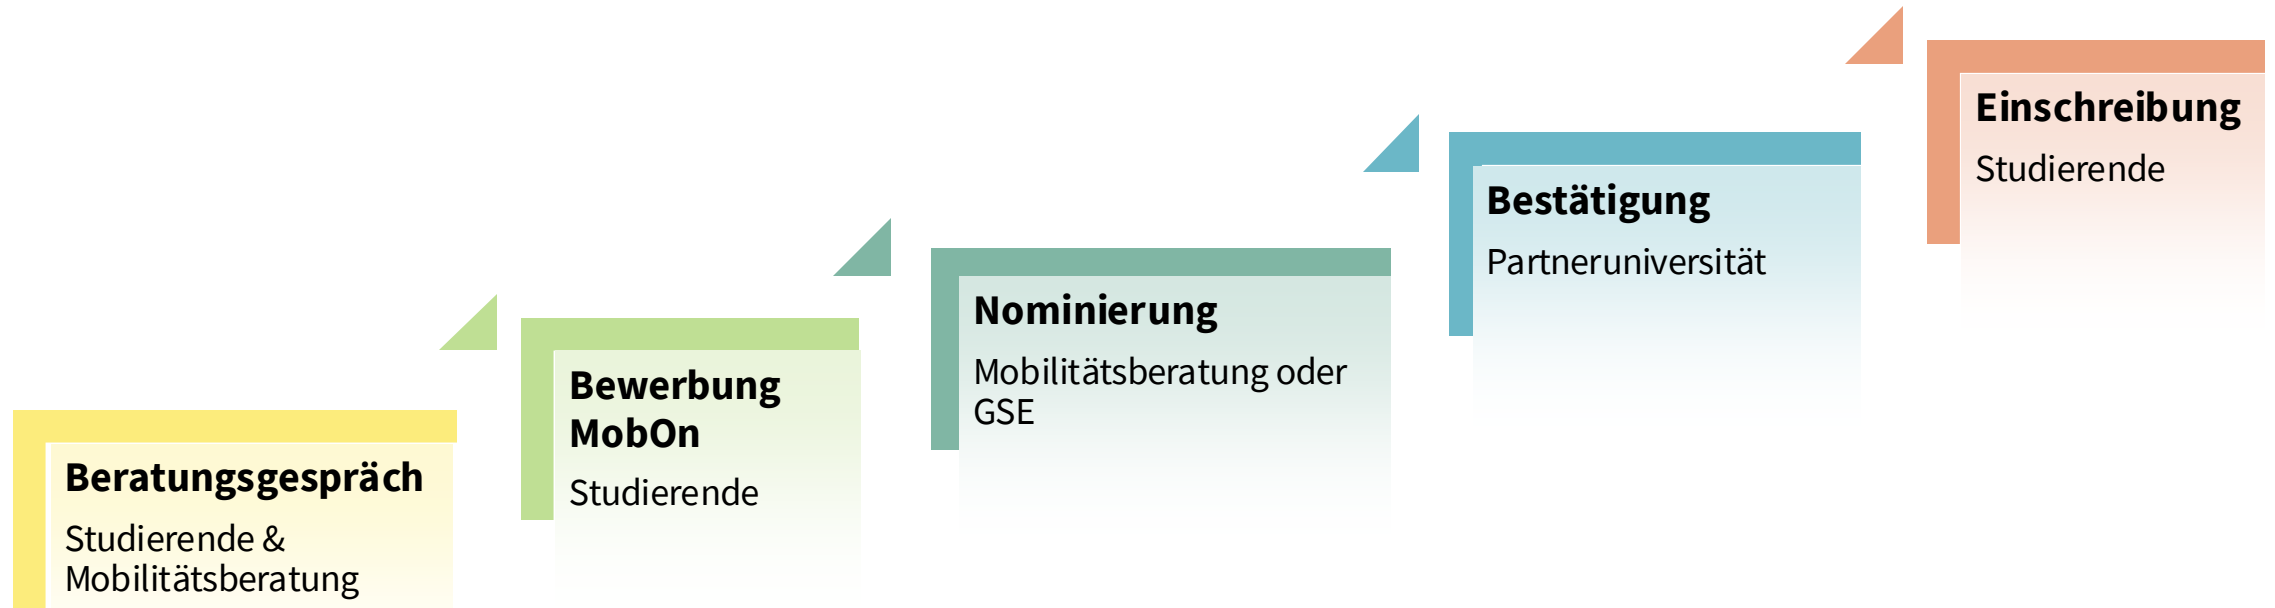 Beratungsgespräch
Studierende &
Mobilitätsberatung
Bewerbung
MobOn
Studierende
Nominierung
Mobilitätsberatung oder
GSE
Bestätigung
Partneruniversität
Einschreibung
Studierende